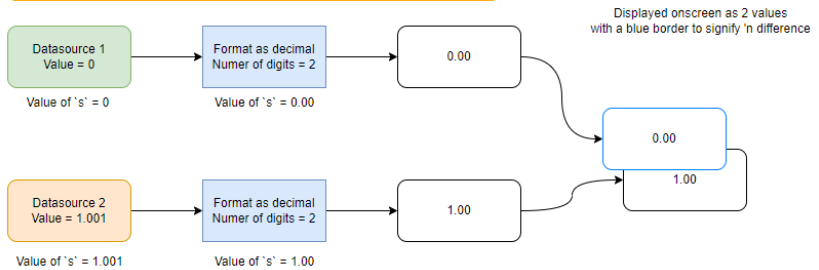 Displayed onscreen as 2 values
with a blue border to signify 'n difference
Datasource 1
Value = 0
Format as decimal
Numer of digits = 2
0.00
Value of `s` = 0
Value of `s` = 0.00
0.00
1.00
Datasource 2
Value = 1.001
Format as decimal
Numer of digits = 2
1.00
Value of `s` = 1.001
Value of `s` = 1.00